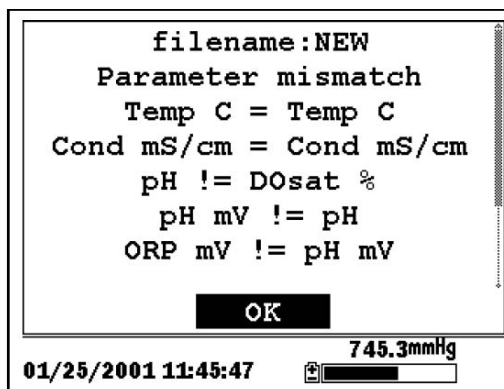 filename:NEW
Parameter mismatch
Temp C = Temp C
Cond mS/cm = Cond mS/cm
pH != DOsat %
pH mV != pH
ORP mV != pH mV
OK
745.3mmHg
01/25/2001 11:45:47